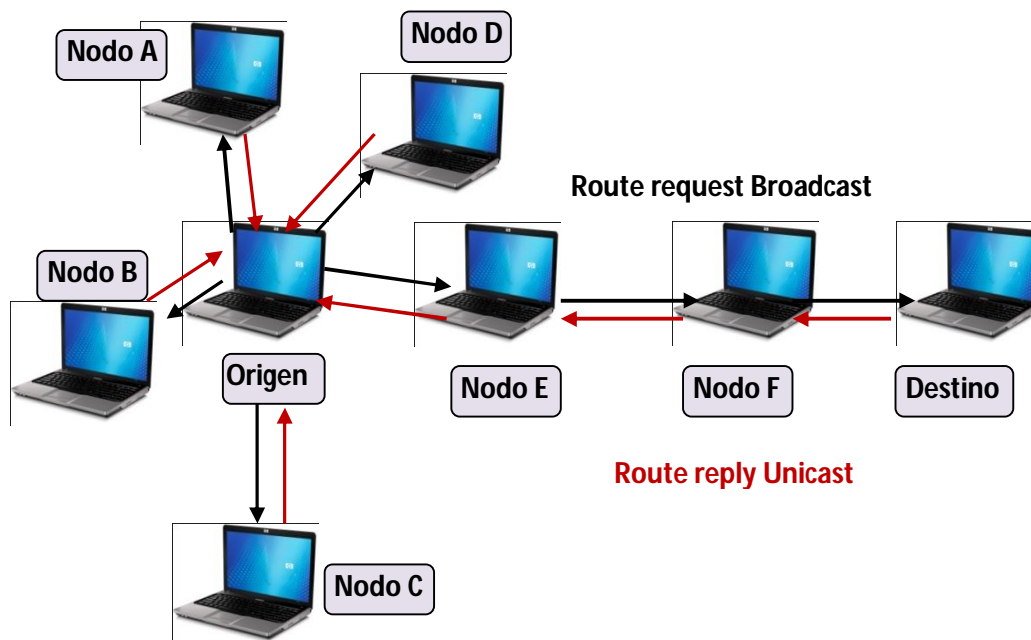 Nodo A
Nodo D
Route request Broadcast
Nodo B
Origen
Nodo E
Nodo F
Destino
Route reply Unicast
Nodo C